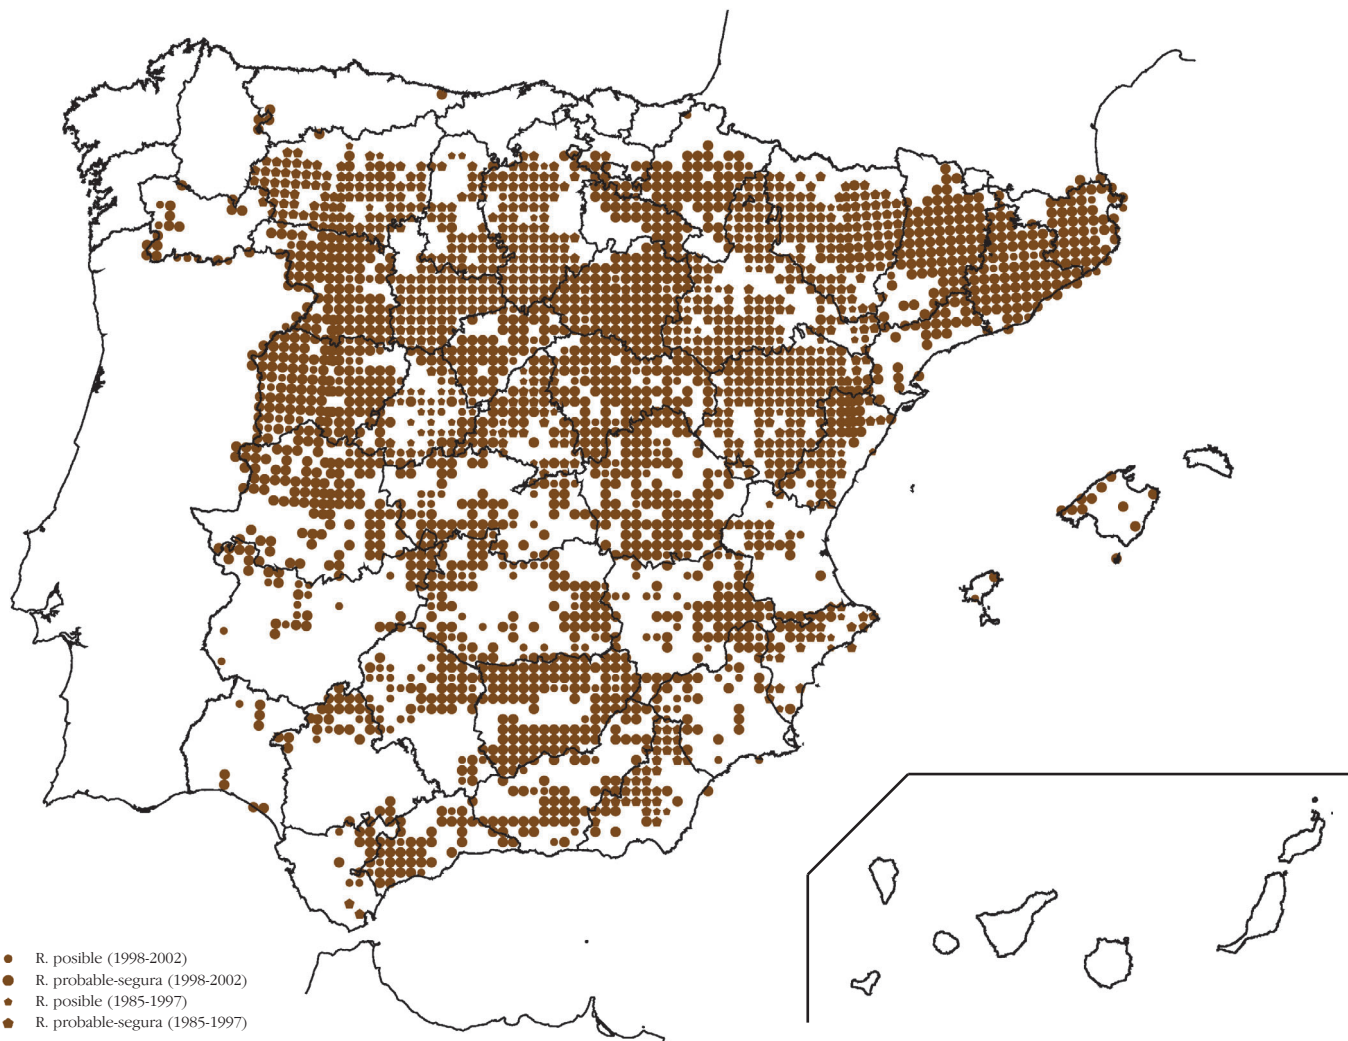 R. posible (1998-2002)
R. probable-segura (1998-2002)
R. posible (1985-1997)
R. probable-segura (1985-1997)